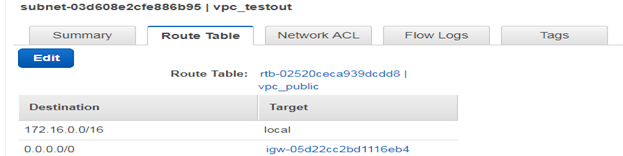 subnet-03d608e2cfe886b95 | vpc_testout
Summary Route Table Network ACL Flow Logs Tags
Edit
Route Table: rtb-02520ceca939dcdd8 |
vpc_public
Destination Target
172.16.0.0/16 local
0.0.0.0/0 igw-05d22cc2bd1116eb4